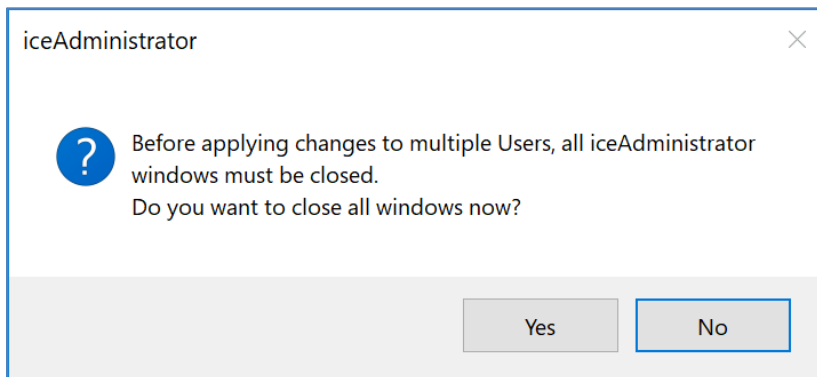 iceAdministrator
Before applying changes to multiple Users, all iceAdministrator
windows must be closed.
Do you want to close all windows now?
Yes
No